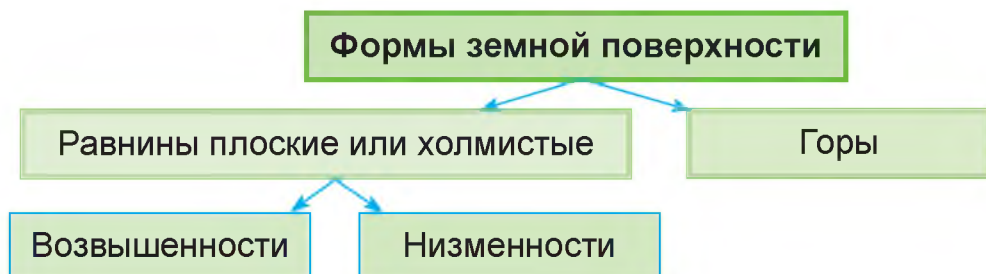 Формы земной поверхности
Равнины плоские или холмистые
Горы
Возвышенности
Низменности